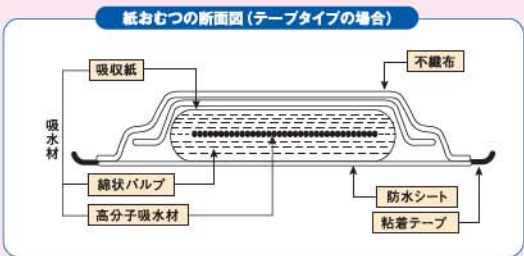 紙おむつの断面図（テープタイプの場合）
吸収紙
不織布
吸水材
綿状パルプ
高分子吸水材
防水シート
粘着テープ